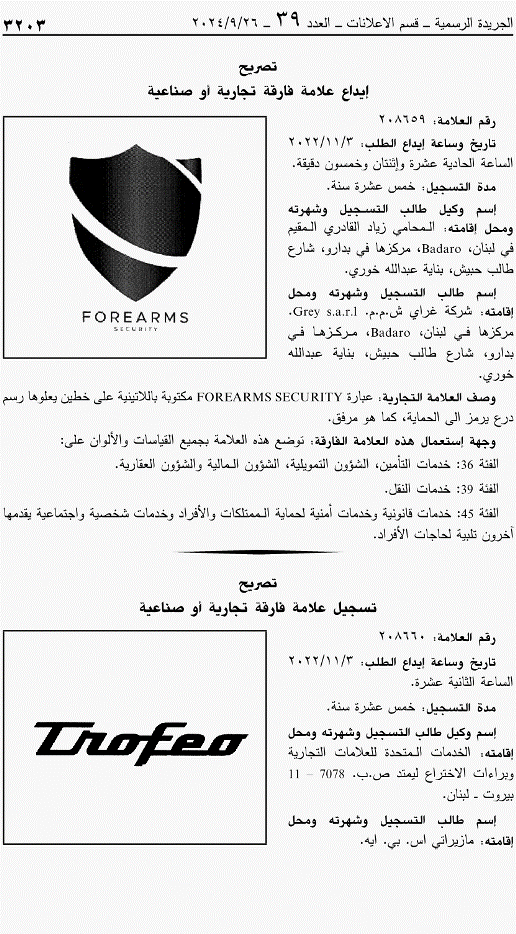 الجريدة الرسمية ــ قسم الاعلانات ــ العدد ٣٩ ــ ٢٠٢٤/٩/٢٦
٣٢٠٣
تصريح
إيداع علامة فارقة تجارية أو صناعية
رقم العلامة: ٢٠٨٦٥٩
تاريخ وساعة إيداع الطلب: ٢٠٢٢/١١/٣
الساعة الحادية عشرة وإثنتان وخمسون دقيقة.
مدة التسجيل: خمس عشرة سنة.
إسم وكيل طالب التسجيل وشهرته
ومحل إقامته: المحامي زياد القادري المقيم
في لبنان، Badaro، مركزها في بدارو، شارع
طالب حبيش، بناية عبدالله خوري.
إسم طالب التسجيل وشهرته ومحل
إقامته: شركة غراي ش.م.م. Grey s.a.r.l.
مركزها في لبنان، Badaro، مركزها في
بدارو، شارع طالب حبيش، بناية عبدالله
خوري.
FOREARMS
SECURITY
وصف العلامة التجارية: عبارة FOREARMS SECURITY مكتوبة باللاتينية على خطين يعلوها رسم
درع يرمز الى الحماية، كما هو مرفق.
وجهة إستعمال هذه العلامة الفارقة: توضع هذه العلامة بجميع القياسات والألوان على:
الفئة 36: خدمات التأمين، الشؤون التمويلية، الشؤون المالية والشؤون العقارية.
الفئة 39: خدمات النقل.
الفئة 45: خدمات قانونية وخدمات أمنية لحماية الممتلكات والأفراد وخدمات شخصية واجتماعية يقدمها
آخرون تلبية لحاجات الأفراد.
تصريح
تسجيل علامة فارقة تجارية أو صناعية
رقم العلامة: ٢٠٨٦٦٠
تاريخ وساعة إيداع الطلب: ٢٠٢٢/١١/٣
الساعة الثانية عشرة.
مدة التسجيل: خمس عشرة سنة.
إسم وكيل طالب التسجيل وشهرته ومحل
إقامته: الخدمات المتحدة للعلامات التجارية
وبراءات الاختراع ليمتد ص.ب. 7078 – 11
بيروت ـ لبنان.
إسم طالب التسجيل وشهرته ومحل
إقامته: مازيراتي اس. بي. ايه.
Trofeo